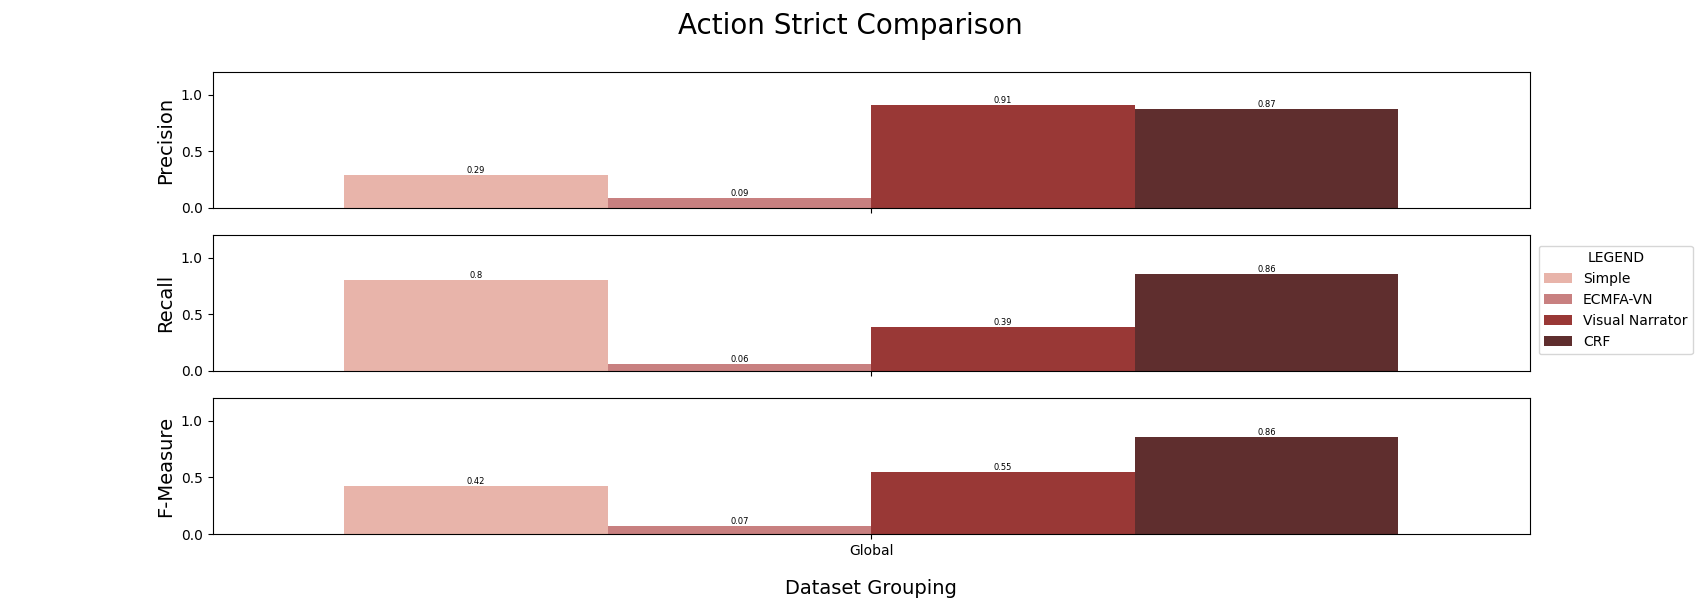 Action Strict Comparison
Precision
1.0
0.5
0.0
0.29
0.09
0.91
0.87
Recall
1.0
0.5
0.0
0.8
0.06
0.39
0.86
F-Measure
1.0
0.5
0.0
0.42
0.07
0.55
0.86
Global
Dataset Grouping
LEGEND
Simple
ECMFA-VN
Visual Narrator
CRF